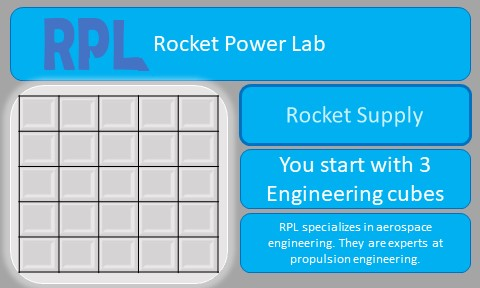 RPL Rocket Power Lab
Rocket Supply
You start with 3
Engineering cubes
RPL specializes in aerospace
engineering. They are experts at
propulsion engineering.